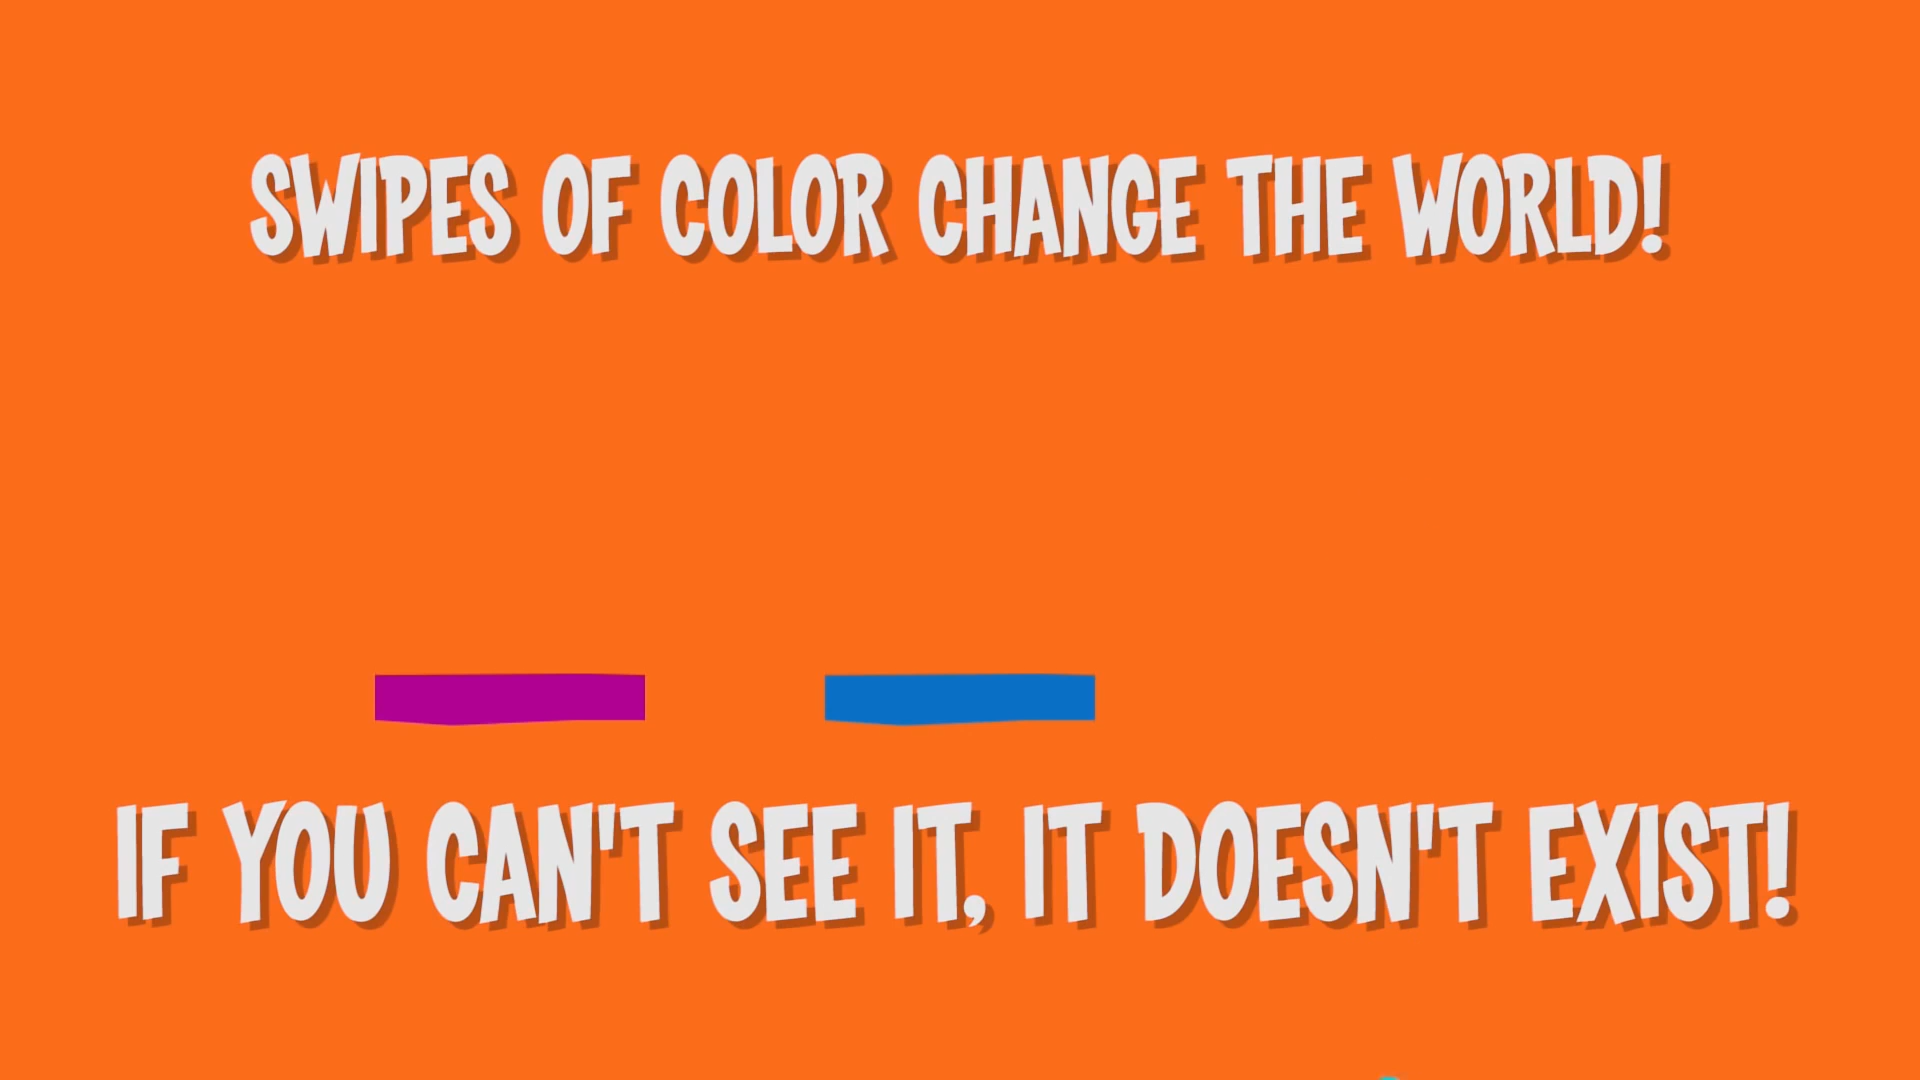 SWIPES OF COLOR CHANGE THE WORLD!
IF YOU CAN'T SEE IT, IT DOESN'T EXIST!